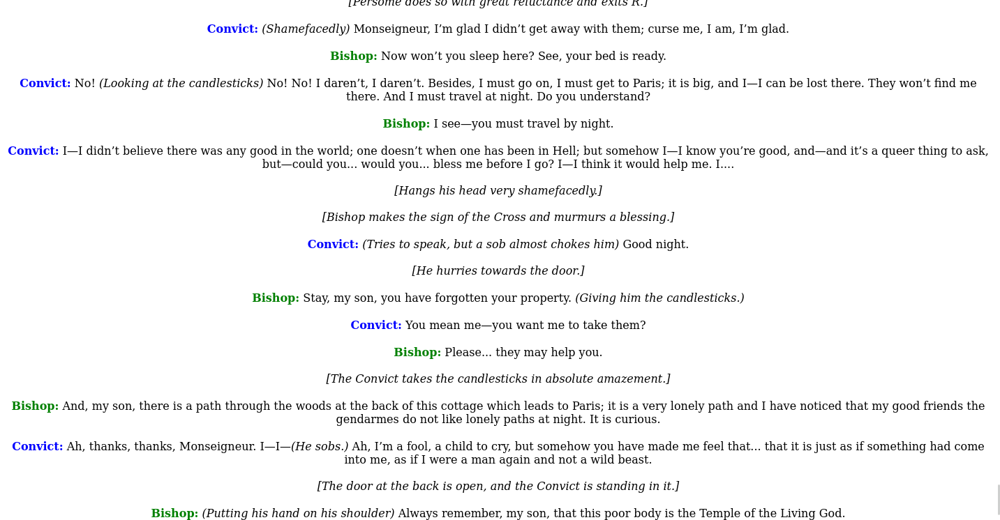 [Persome does so with great reluctance and exits R.]
Convict: (Shamefacedly) Monseigneur, I’m glad I didn’t get away with them; curse me, I am, I’m glad.
Bishop: Now won’t you sleep here? See, your bed is ready.
Convict: No! (Looking at the candlesticks) No! No! I daren’t, I daren’t. Besides, I must go on, I must get to Paris; it is big, and I—I can be lost there. They won’t find me
there. And I must travel at night. Do you understand?
Bishop: I see—you must travel by night.
Convict: I—I didn’t believe there was any good in the world; one doesn’t when one has been in Hell; but somehow I—I know you’re good, and—and it’s a queer thing to ask,
but—could you... would you... bless me before I go? I—I think it would help me. I....
[Hangs his head very shamefacedly.]
[Bishop makes the sign of the Cross and murmurs a blessing.]
Convict: (Tries to speak, but a sob almost chokes him) Good night.
[He hurries towards the door.]
Bishop: Stay, my son, you have forgotten your property. (Giving him the candlesticks.)
Convict: You mean me—you want me to take them?
Bishop: Please... they may help you.
[The Convict takes the candlesticks in absolute amazement.]
Bishop: And, my son, there is a path through the woods at the back of this cottage which leads to Paris; it is a very lonely path and I have noticed that my good friends the
gendarmes do not like lonely paths at night. It is curious.
Convict: Ah, thanks, thanks, Monseigneur. I—I—(He sobs.) Ah, I’m a fool, a child to cry, but somehow you have made me feel that... that it is just as if something had come
into me, as if I were a man again and not a wild beast.
[The door at the back is open, and the Convict is standing in it.]
Bishop: (Putting his hand on his shoulder) Always remember, my son, that this poor body is the Temple of the Living God.